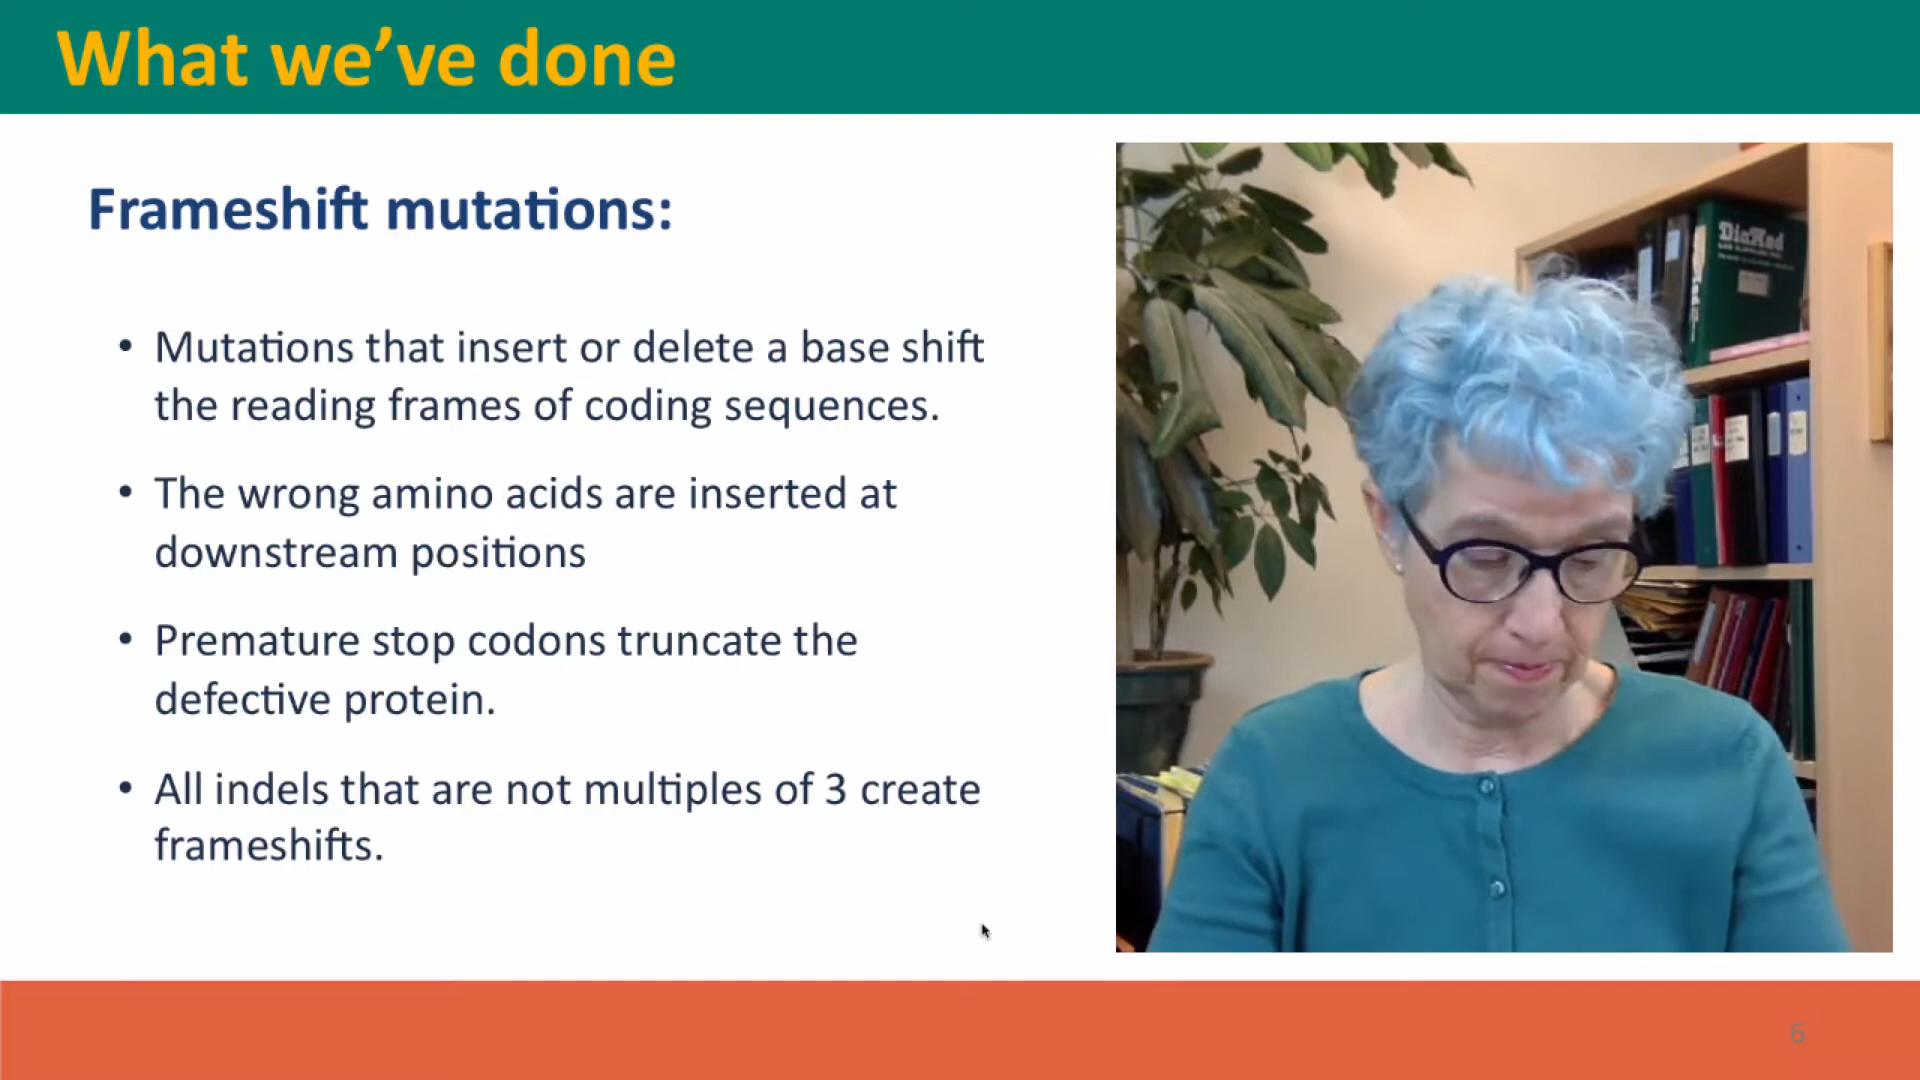 What we've done
Frameshift mutations:
• Mutations that insert or delete a base shift
the reading frames of coding sequences.
• The wrong amino acids are inserted at
downstream positions
• Premature stop codons truncate the
defective protein.
• All indels that are not multiples of 3 create
frameshifts.
DiaMed
6